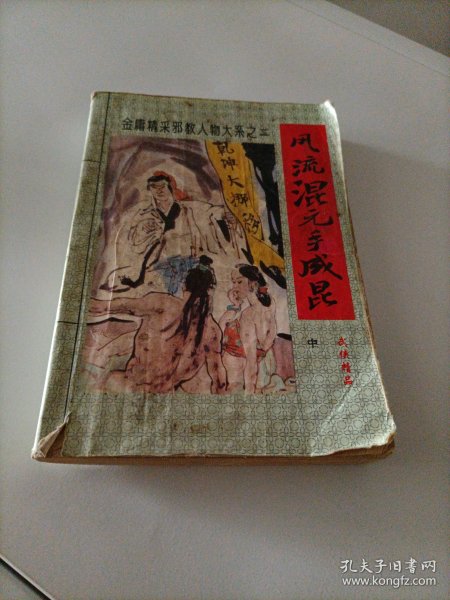 金庸精采邪教人物大系之三
风流混元手成昆
乾坤大挪移
中
武侠精品
孔夫子旧书网
www.kongfz.com